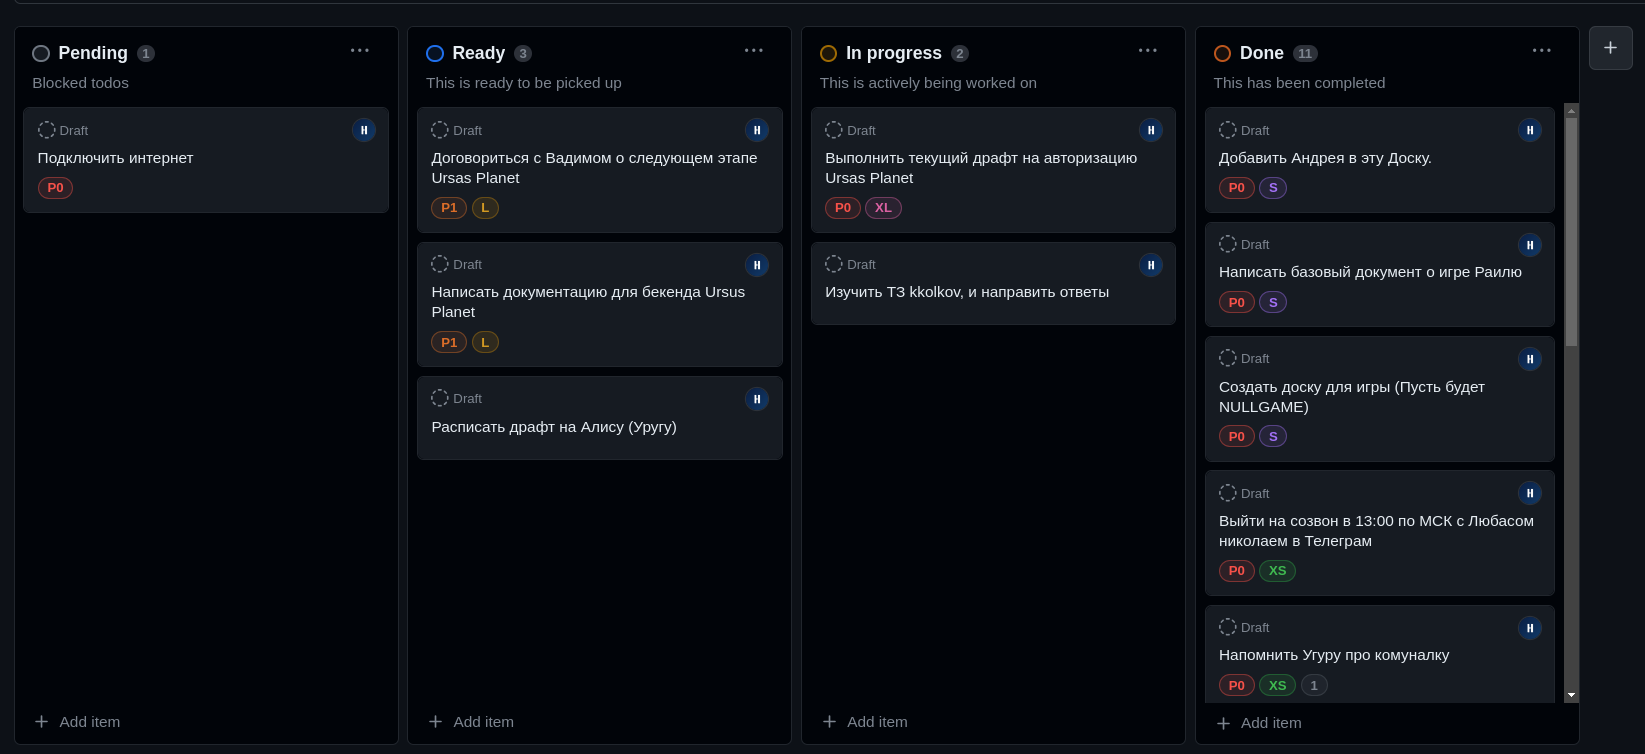 Pending 1
Blocked todos
Draft
Подключить интернет
P0
Add item
Ready 3
This is ready to be picked up
Draft
Договориться с Вадимом о следующем этапе
Ursas Planet
P1 L
Draft
Написать документацию для бекенда Ursus
Planet
P1 L
Draft
Расписать драфт на Алису (Уругу)
Add item
In progress 2
This is actively being worked on
Draft
Выполнить текущий драфт на авторизацию
Ursas Planet
P0 XL
Draft
Изучить ТЗ kkolkov, и направить ответы
Add item
Done 11
This has been completed
Draft
Добавить Андрея в эту Доску.
P0 S
Draft
Написать базовый документ о игре Раилю
P0 S
Draft
Создать доску для игры (Пусть будет
NULLGAME)
P0 S
Draft
Выйти на созвон в 13:00 по МСК с Любасом
николаем в Телеграм
P0 XS
Draft
Напомнить Угуру про комуналку
P0 XS 1
Add item